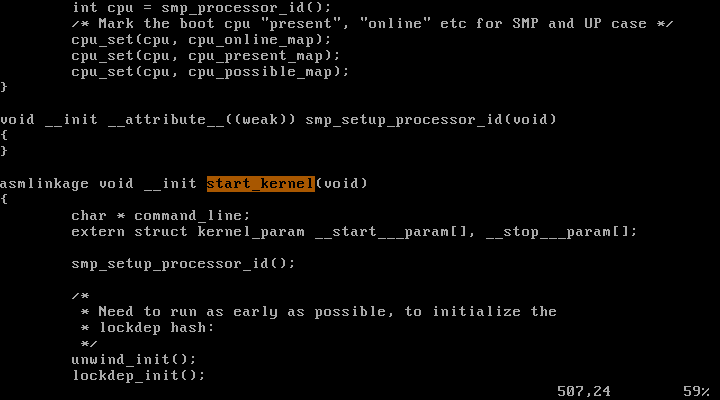 int cpu = smp_processor_id();
        /* Mark the boot cpu "present", "online" etc for SMP and UP case */
        cpu_set(cpu, cpu_online_map);
        cpu_set(cpu, cpu_present_map);
        cpu_set(cpu, cpu_possible_map);
}

void __init __attribute__((weak)) smp_setup_processor_id(void)
{
}

asmlinkage void __init start_kernel(void)
{
        char * command_line;
        extern struct kernel_param __start___param[], __stop___param[];

        smp_setup_processor_id();

        /*
         * Need to run as early as possible, to initialize the
         * lockdep hash:
         */
        unwind_init();
        lockdep_init();
507,24 59%